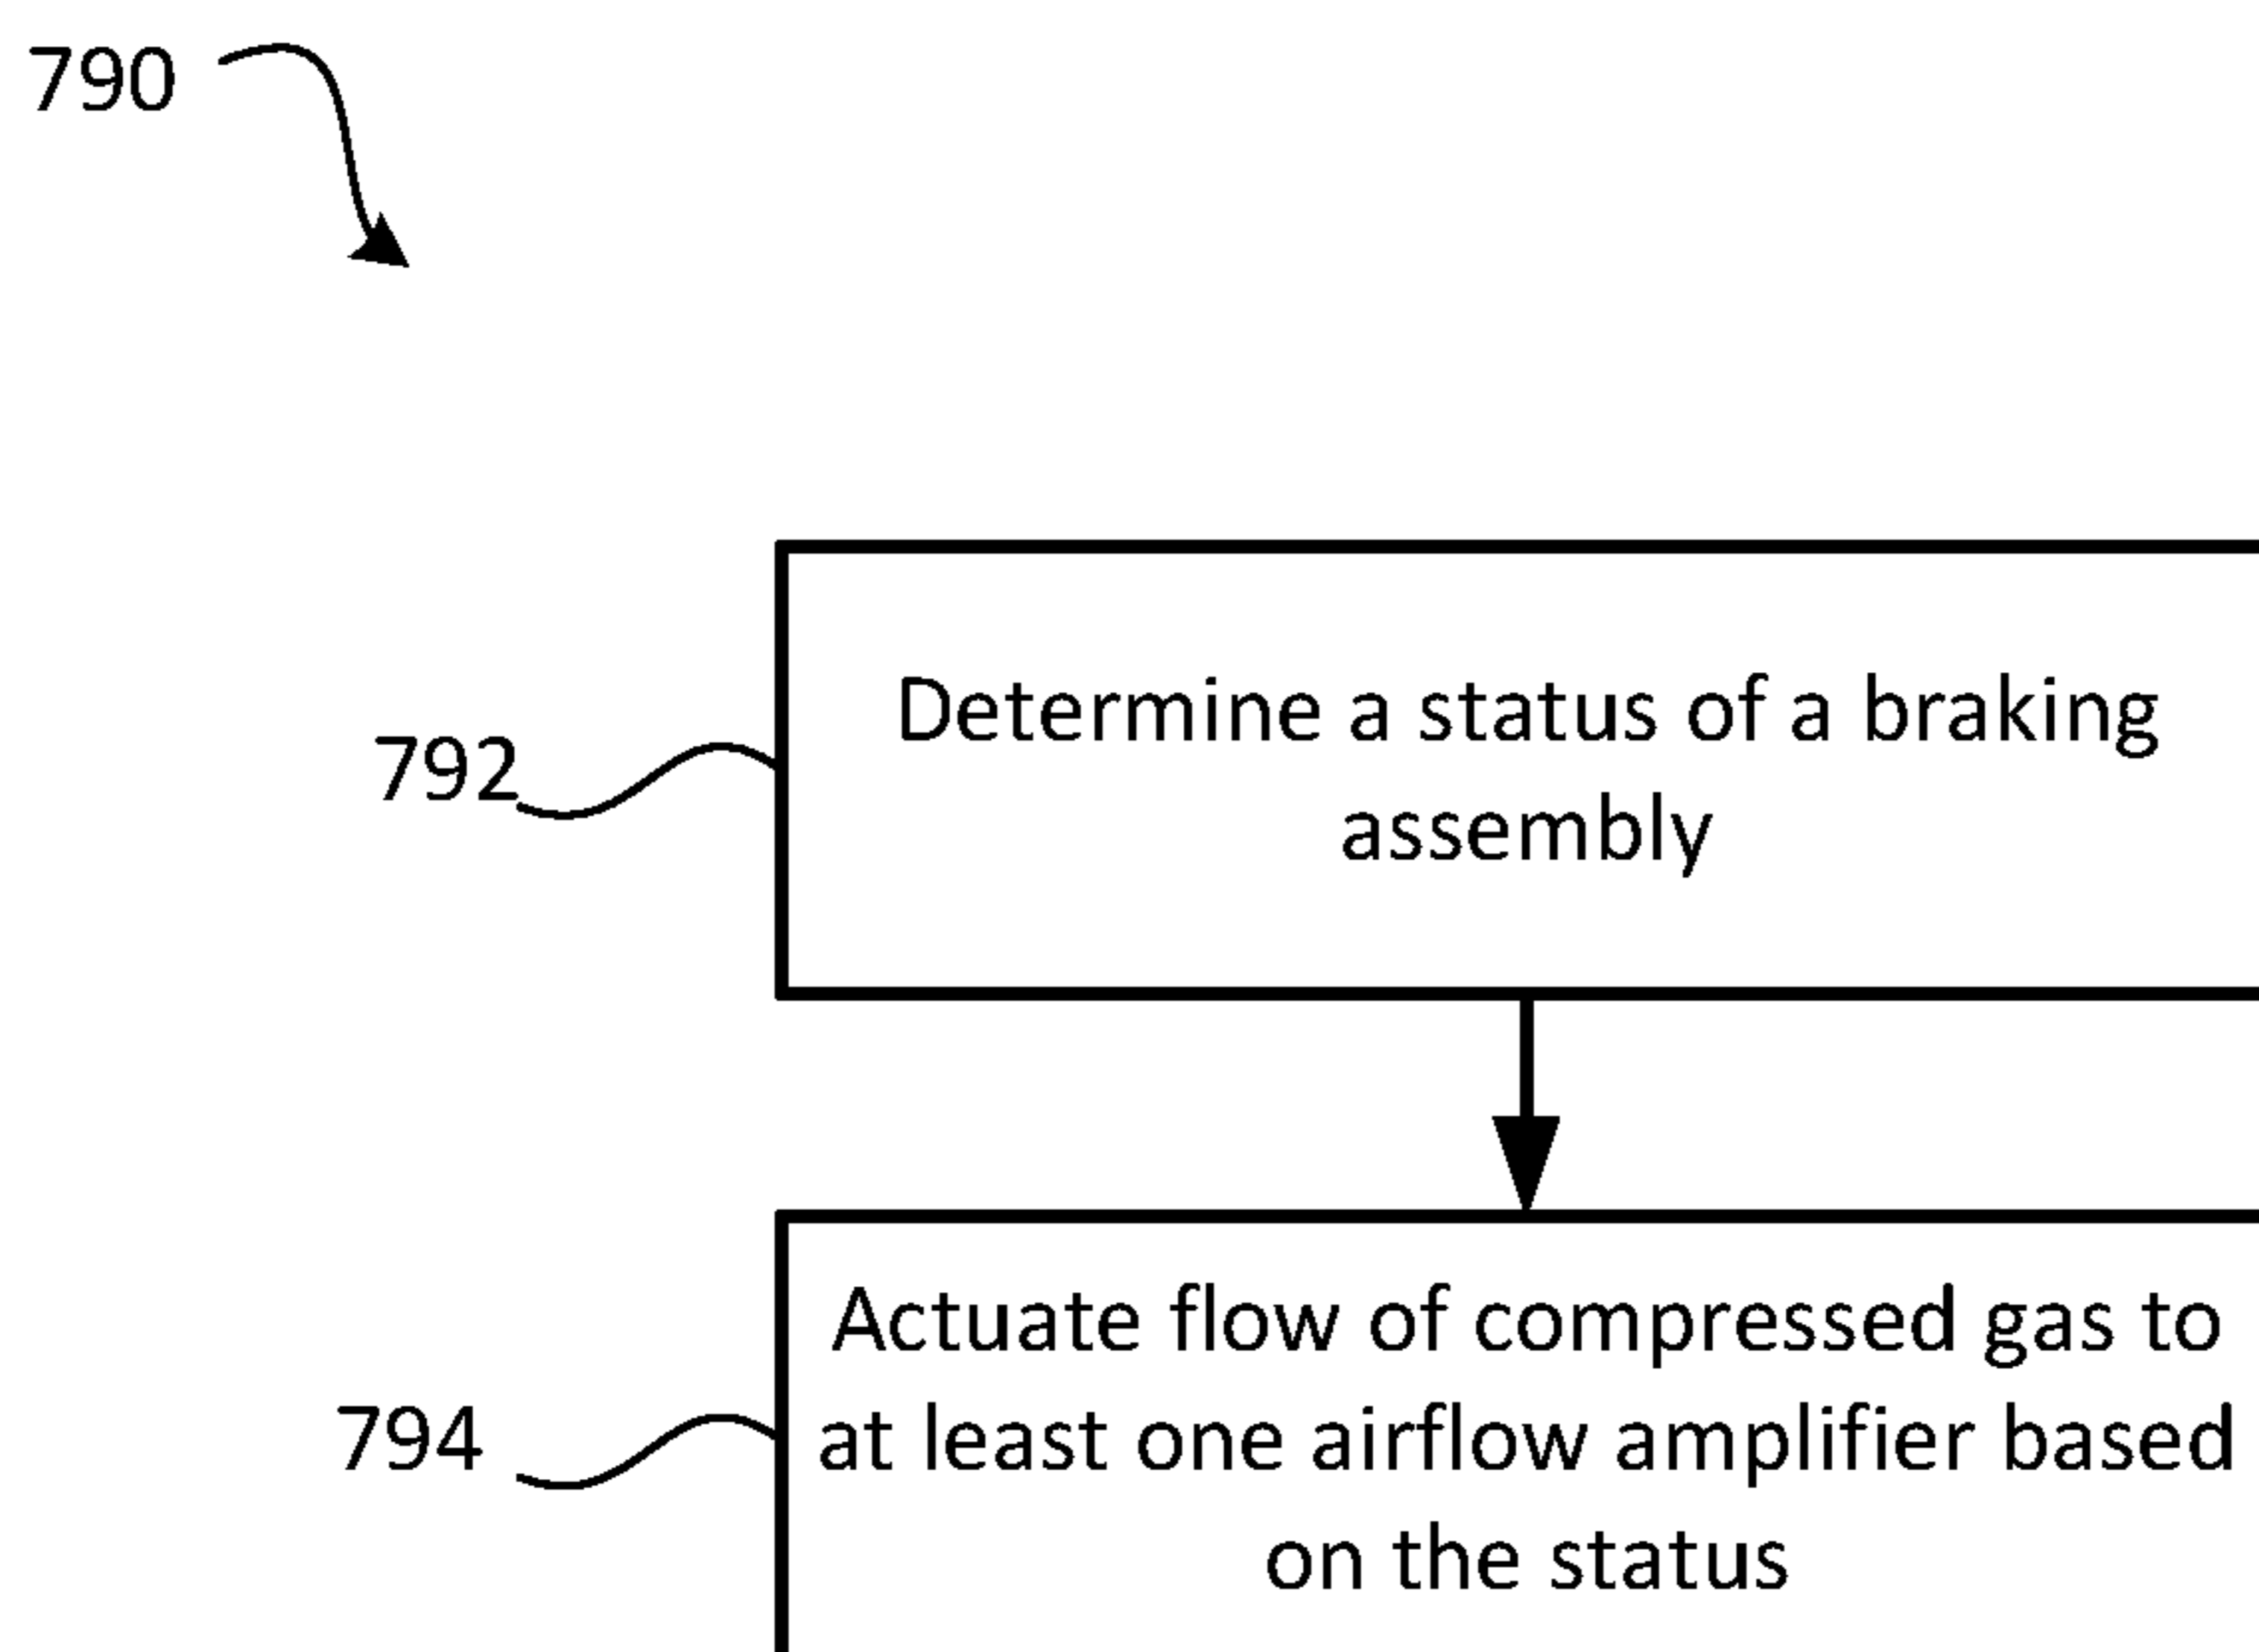 790
Determine a status of a braking
792
assembly
Actuate flow of compressed gas to
794
at least one airflow amplifier based
on the status